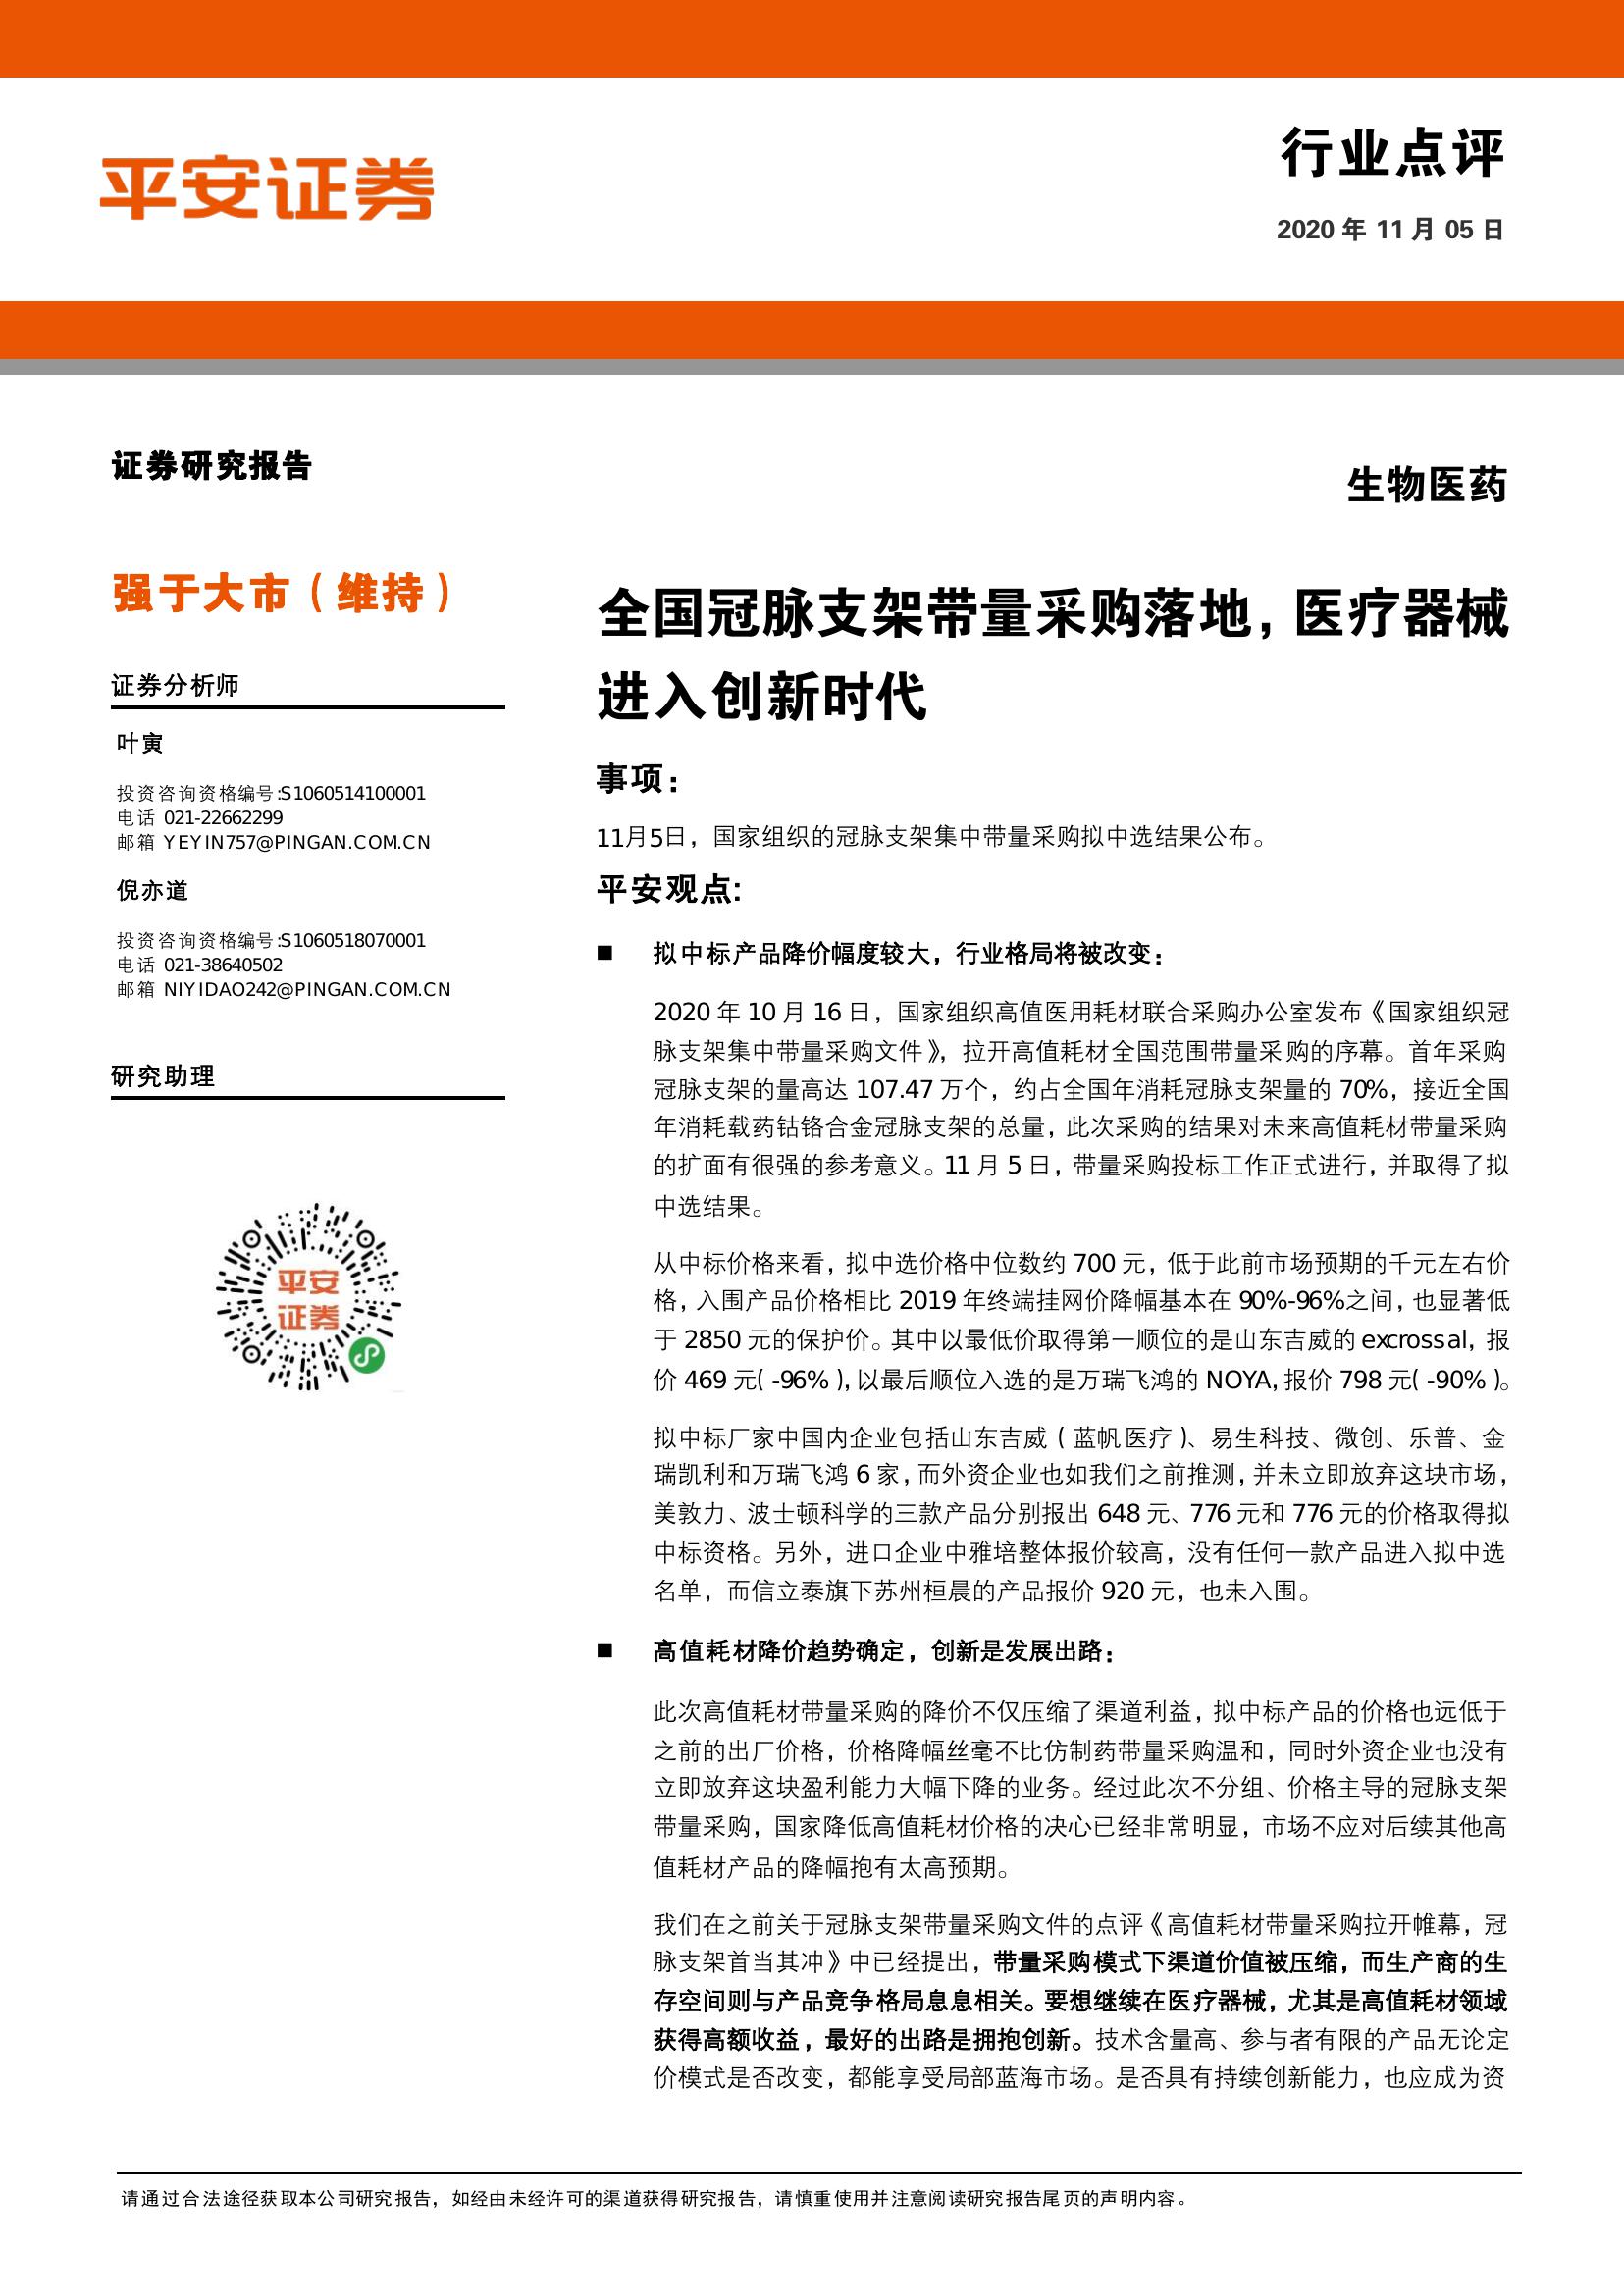 平安证券
行业点评
2020 年 11 月 05 日
证券研究报告
生物医药
强于大市（维持）
证券分析师
叶寅
投资咨询资格编号:S1060514100001
电话 021-22662299
邮箱 YEYIN757@PINGAN.COM.CN
倪亦道
投资咨询资格编号:S1060518070001
电话 021-38640502
邮箱 NIYIDAO242@PINGAN.COM.CN
研究助理
平安
证券
全国冠脉支架带量采购落地，医疗器械
进入创新时代
事项：
11月5日，国家组织的冠脉支架集中带量采购拟中选结果公布。
平安观点:
■ 拟中标产品降价幅度较大，行业格局将被改变：
2020 年 10 月 16 日，国家组织高值医用耗材联合采购办公室发布《国家组织冠
脉支架集中带量采购文件》，拉开高值耗材全国范围带量采购的序幕。首年采购
冠脉支架的量高达 107.47 万个，约占全国年消耗冠脉支架量的 70%，接近全国
年消耗载药钴铬合金冠脉支架的总量，此次采购的结果对未来高值耗材带量采购
的扩面有很强的参考意义。11 月 5 日，带量采购投标工作正式进行，并取得了拟
中选结果。
从中标价格来看，拟中选价格中位数约 700 元，低于此前市场预期的千元左右价
格，入围产品价格相比 2019 年终端挂网价降幅基本在 90%-96%之间，也显著低
于 2850 元的保护价。其中以最低价取得第一顺位的是山东吉威的 excrossal，报
价 469 元（-96%），以最后顺位入选的是万瑞飞鸿的 NOYA，报价 798 元（-90%）。
拟中标厂家中国内企业包括山东吉威（蓝帆医疗）、易生科技、微创、乐普、金
瑞凯利和万瑞飞鸿 6 家，而外资企业也如我们之前推测，并未立即放弃这块市场，
美敦力、波士顿科学的三款产品分别报出 648 元、776 元和 776 元的价格取得拟
中标资格。另外，进口企业中雅培整体报价较高，没有任何一款产品进入拟中选
名单，而信立泰旗下苏州桓晨的产品报价 920 元，也未入围。
■ 高值耗材降价趋势确定，创新是发展出路：
此次高值耗材带量采购的降价不仅压缩了渠道利益，拟中标产品的价格也远低于
之前的出厂价格，价格降幅丝毫不比仿制药带量采购温和，同时外资企业也没有
立即放弃这块盈利能力大幅下降的业务。经过此次不分组、价格主导的冠脉支架
带量采购，国家降低高值耗材价格的决心已经非常明显，市场不应对后续其他高
值耗材产品的降幅抱有太高预期。
我们在之前关于冠脉支架带量采购文件的点评《高值耗材带量采购拉开帷幕，冠
脉支架首当其冲》中已经提出，带量采购模式下渠道价值被压缩，而生产商的生
存空间则与产品竞争格局息息相关。要想继续在医疗器械，尤其是高值耗材领域
获得高额收益，最好的出路是拥抱创新。技术含量高、参与者有限的产品无论定
价模式是否改变，都能享受局部蓝海市场。是否具有持续创新能力，也应成为资
请通过合法途径获取本公司研究报告，如经由未经许可的渠道获得研究报告，请慎重使用并注意阅读研究报告尾页的声明内容。